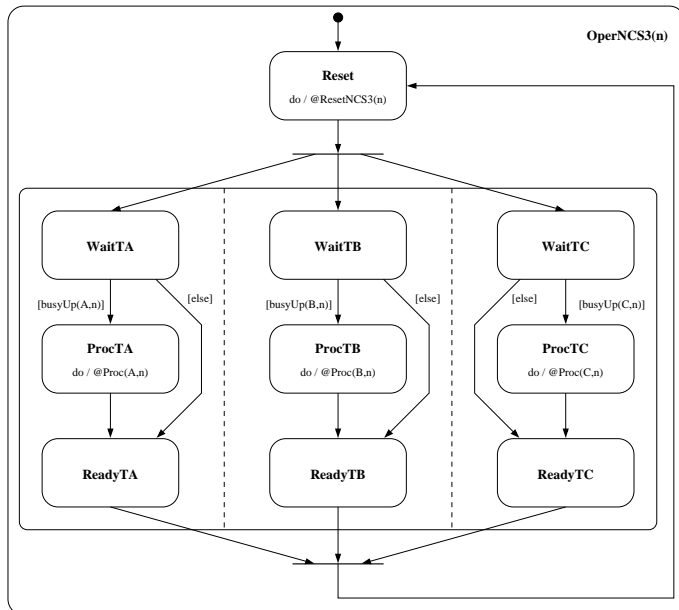 OperNCS3(n)
Reset
do / @ResetNCS3(n)
WaitTA
WaitTB
WaitTC
[busyUp(A,n)]
[else]
[busyUp(B,n)]
[else]
[else]
[busyUp(C,n)]
ProcTA
do / @Proc(A,n)
ProcTB
do / @Proc(B,n)
ProcTC
do / @Proc(C,n)
ReadyTA
ReadyTB
ReadyTC